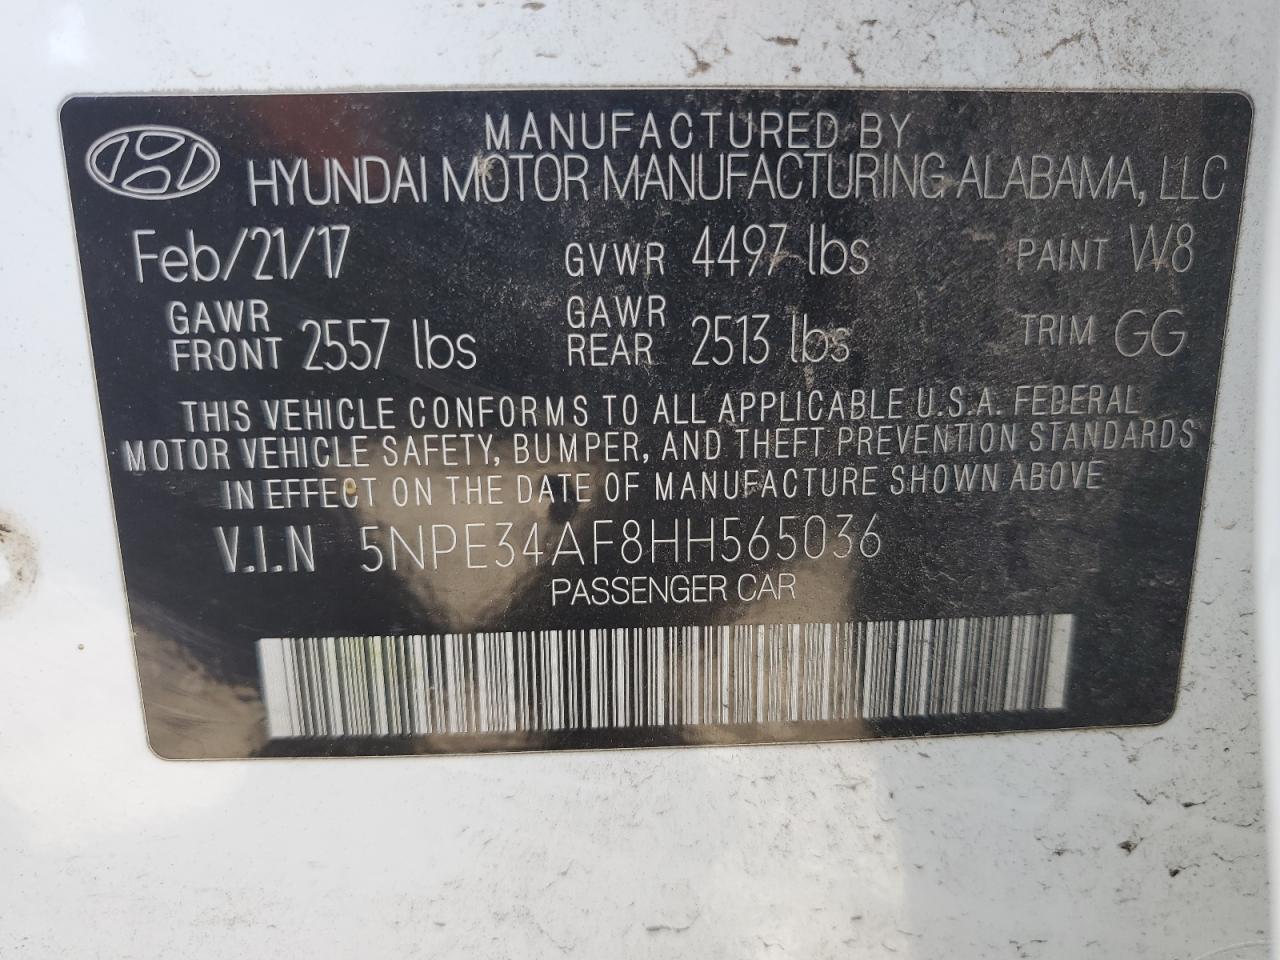 MANUFACTURED BY
HYUNDAI MOTOR MANUFACTURING ALABAMA, LLC
Feb/21/17 GVWR 4497 lbs PAINT W8
GAWR FRONT 2557 lbs GAWR REAR 2513 lbs TRIM GG
THIS VEHICLE CONFORMS TO ALL APPLICABLE U.S.A. FEDERAL
MOTOR VEHICLE SAFETY, BUMPER, AND THEFT PREVENTION STANDARDS
IN EFFECT ON THE DATE OF MANUFACTURE SHOWN ABOVE
V.I.N 5NPE34AF8HH565036
PASSENGER CAR